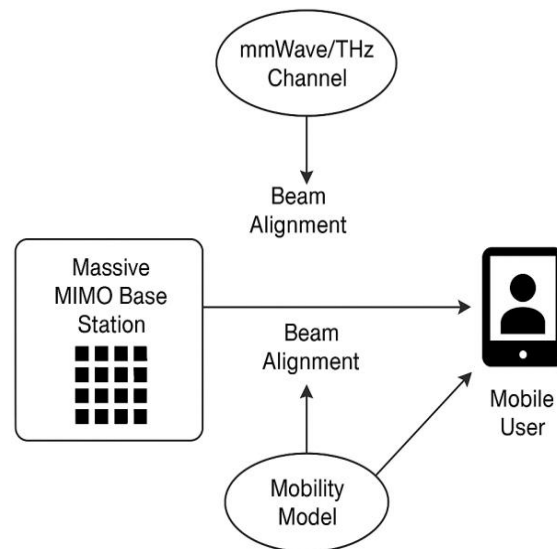 mmWave/THz
Channel
Beam
Alignment
Massive
MIMO Base
Station
Beam
Alignment
Mobile
User
Mobility
Model